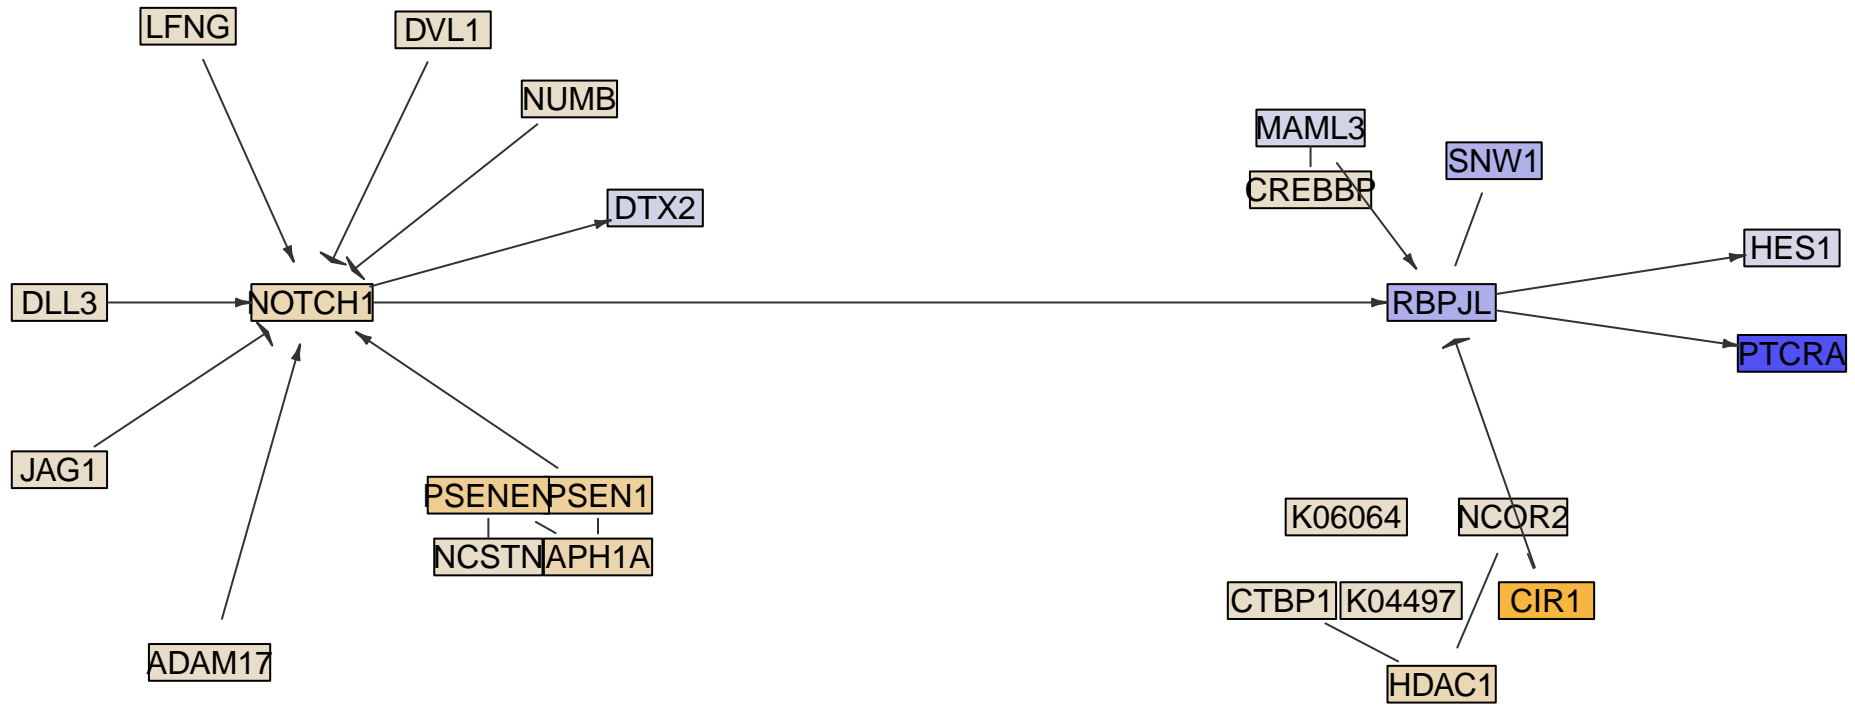 LFNG
DVL1
NUMB
MAML3
SNW1
CREBBP
DTX2
HES1
DLL3
NOTCH1
RBPJL
PTCRA
JAG1
PSENEN
PSEN1
K06064
NCOR2
NCSTN
APH1A
CTBP1
K04497
CIR1
ADAM17
HDAC1